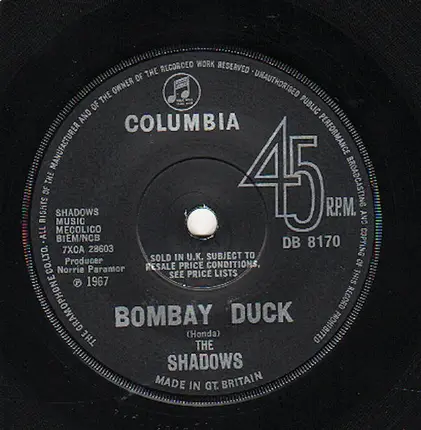 THE GRAMOPHONE CO. LTD. · ALL RIGHTS OF THE MANUFACTURER AND OF THE OWNER OF THE RECORDED WORK RESERVED · UNAUTHORISED PUBLIC PERFORMANCE BROADCASTING AND COPYING OF THIS RECORD PROHIBITED
COLUMBIA
45 R.P.M.
DB 8170
SHADOWS
MUSIC
MECOLICO
BIEM/NCB
7XCA 28603
Producer
Norrie Paramor
℗ 1967
SOLD IN U.K. SUBJECT TO
RESALE PRICE CONDITIONS,
SEE PRICE LISTS
BOMBAY DUCK
(Honda)
THE
SHADOWS
MADE IN GT. BRITAIN